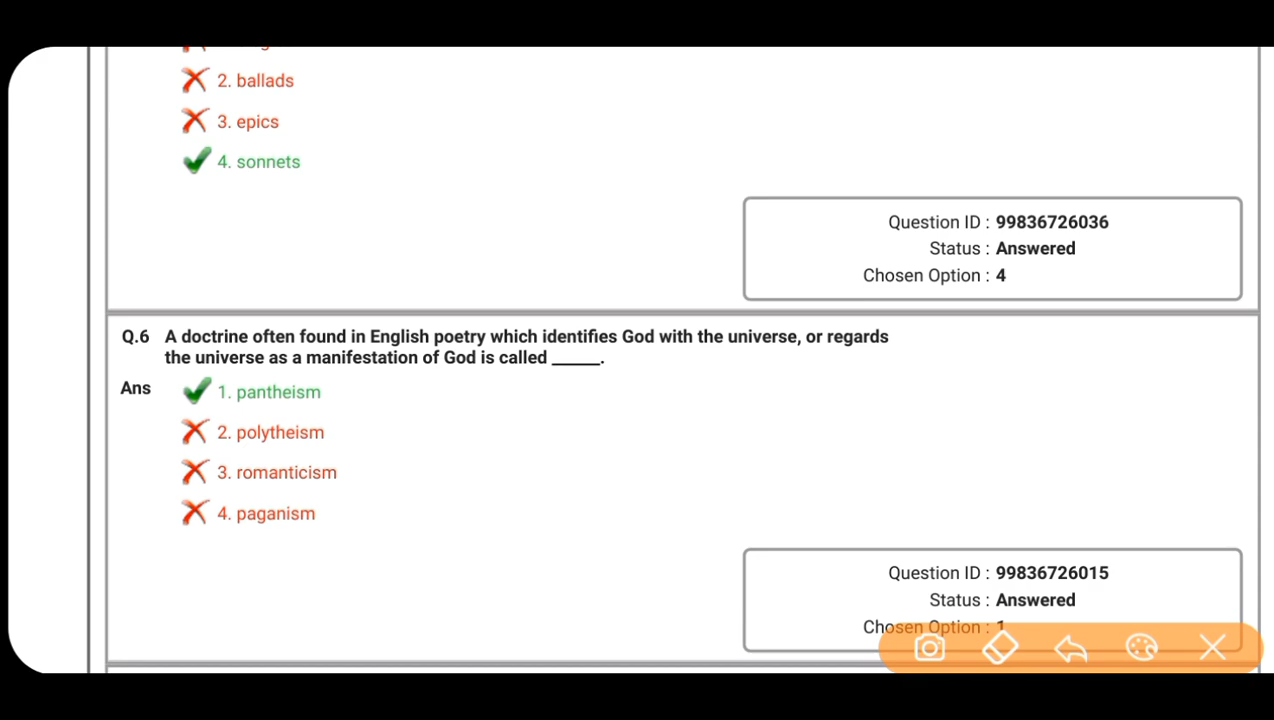 2. ballads
3. epics
4. sonnets
Question ID : 99836726036
Status : Answered
Chosen Option : 4
Q.6 A doctrine often found in English poetry which identifies God with the universe, or regards
the universe as a manifestation of God is called _____.
Ans 1. pantheism
2. polytheism
3. romanticism
4. paganism
Question ID : 99836726015
Status : Answered
Chosen Option : 1